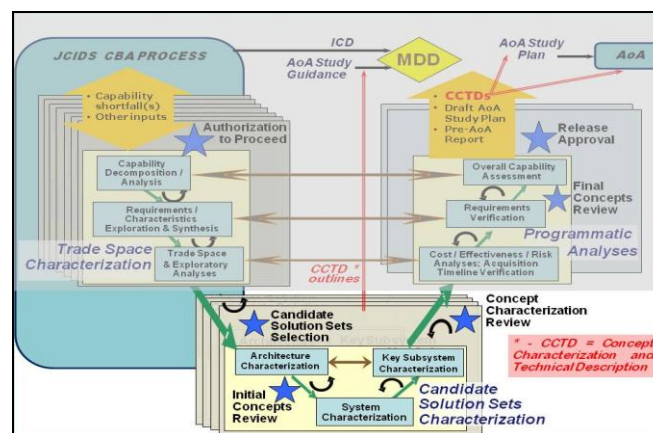 JCIDS CBA PROCESS
ICD
AoA Study
Guidance
MDD
AoA Study
Plan
AoA
• Capability
shortfall(s)
• Other inputs
• CCTDs
• Draft AoA
Study Plan
• Pre-AoA
Report
Authorization
to Proceed
Release
Approval
Capability
Decomposition /
Analysis
Overall Capability
Assessment
Final
Concepts
Review
Requirements /
Characteristics
Exploration & Synthesis
Requirements
Verification
Trade Space
Characterization
Programmatic
Analyses
Trade Space
& Exploratory
Analyses
Cost / Effectiveness / Risk
Analyses; Acquisition
Timeline Verification
CCTD *
outlines
Candidate
Solution Sets
Selection
Concept
Characterization
Review
Key Subsystem
Architecture
Characterization
Key Subsystem
Characterization
* - CCTD = Concept
Characterization and
Technical Description
Initial
Concepts
Review
System
Characterization
Candidate
Solution Sets
Characterization